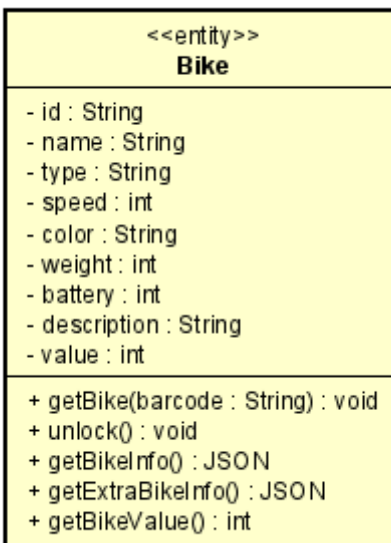 <<entity>>
Bike
- id : String
- name : String
- type : String
- speed : int
- color : String
- weight : int
- battery : int
- description : String
- value : int
+ getBike(barcode : String) : void
+ unlock() : void
+ getBikeInfo() : JSON
+ getExtraBikeInfo() : JSON
+ getBikeValue() : int